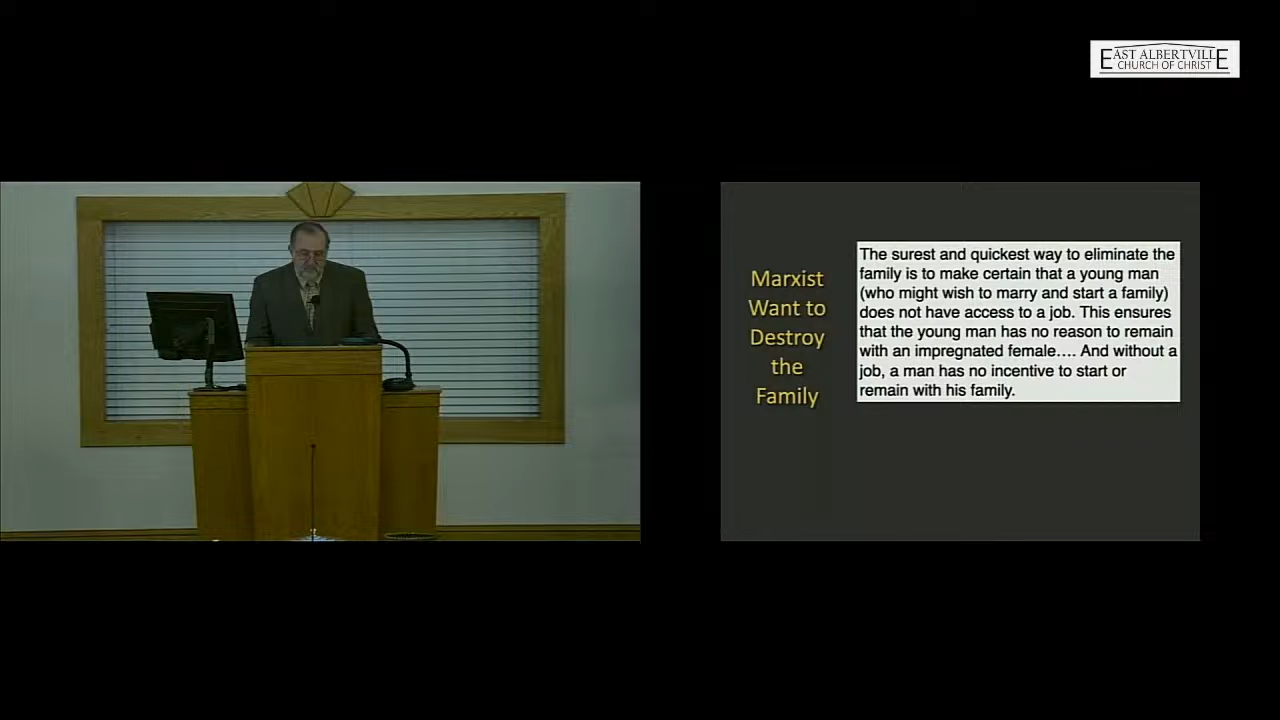 EAST ALBERTVILLE
CHURCH OF CHRIST
Marxist
Want to
Destroy
the
Family
The surest and quickest way to eliminate the
family is to make certain that a young man
(who might wish to marry and start a family)
does not have access to a job. This ensures
that the young man has no reason to remain
with an impregnated female…. And without a
job, a man has no incentive to start or
remain with his family.